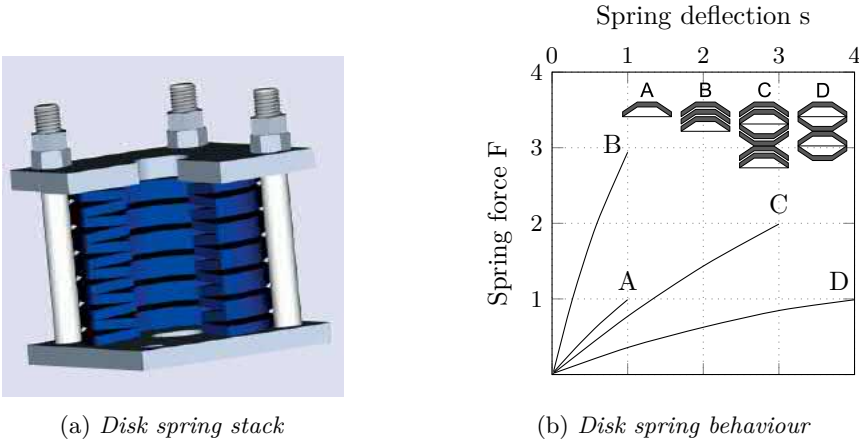 Spring deflection s
0 1 2 3 4
4
3
2
1
Spring force F
A B C D
B
C
A
D
(a) Disk spring stack
(b) Disk spring behaviour